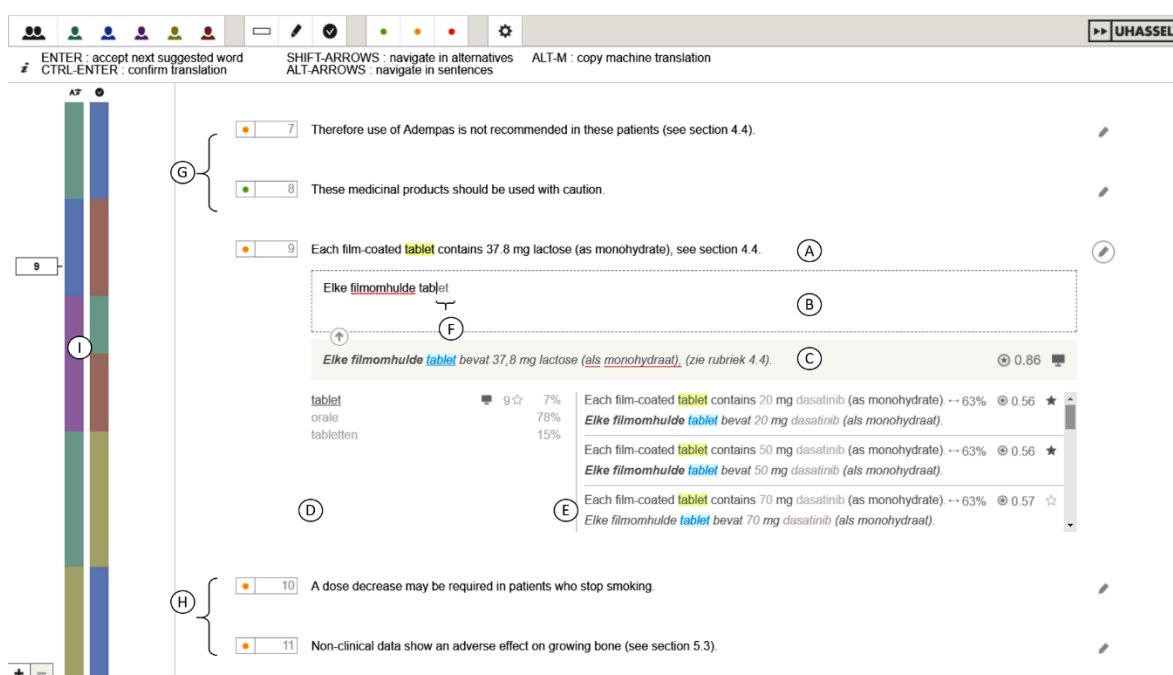 ▸▸ UHASSEL
ENTER : accept next suggested word SHIFT-ARROWS : navigate in alternatives ALT-M : copy machine translation
i CTRL-ENTER : confirm translation ALT-ARROWS : navigate in sentences
7 Therefore use of Adempas is not recommended in these patients (see section 4.4).
G
8 These medicinal products should be used with caution.
9 Each film-coated tablet contains 37.8 mg lactose (as monohydrate), see section 4.4. A
9
Elke filmomhulde tablet
B
F
I
Elke filmomhulde tablet bevat 37,8 mg lactose (als monohydraat), (zie rubriek 4.4). C 0.86
tablet 9☆ 7%
orale 78%
tabletten 15%
Each film-coated tablet contains 20 mg dasatinib (as monohydrate). ↔ 63% 0.56 ★
Elke filmomhulde tablet bevat 20 mg dasatinib (als monohydraat).
Each film-coated tablet contains 50 mg dasatinib (as monohydrate). ↔ 63% 0.56 ★
Elke filmomhulde tablet bevat 50 mg dasatinib (als monohydraat).
Each film-coated tablet contains 70 mg dasatinib (as monohydrate). ↔ 63% 0.57 ☆
Elke filmomhulde tablet bevat 70 mg dasatinib (als monohydraat).
D
E
10 A dose decrease may be required in patients who stop smoking.
H
11 Non-clinical data show an adverse effect on growing bone (see section 5.3).
+ −